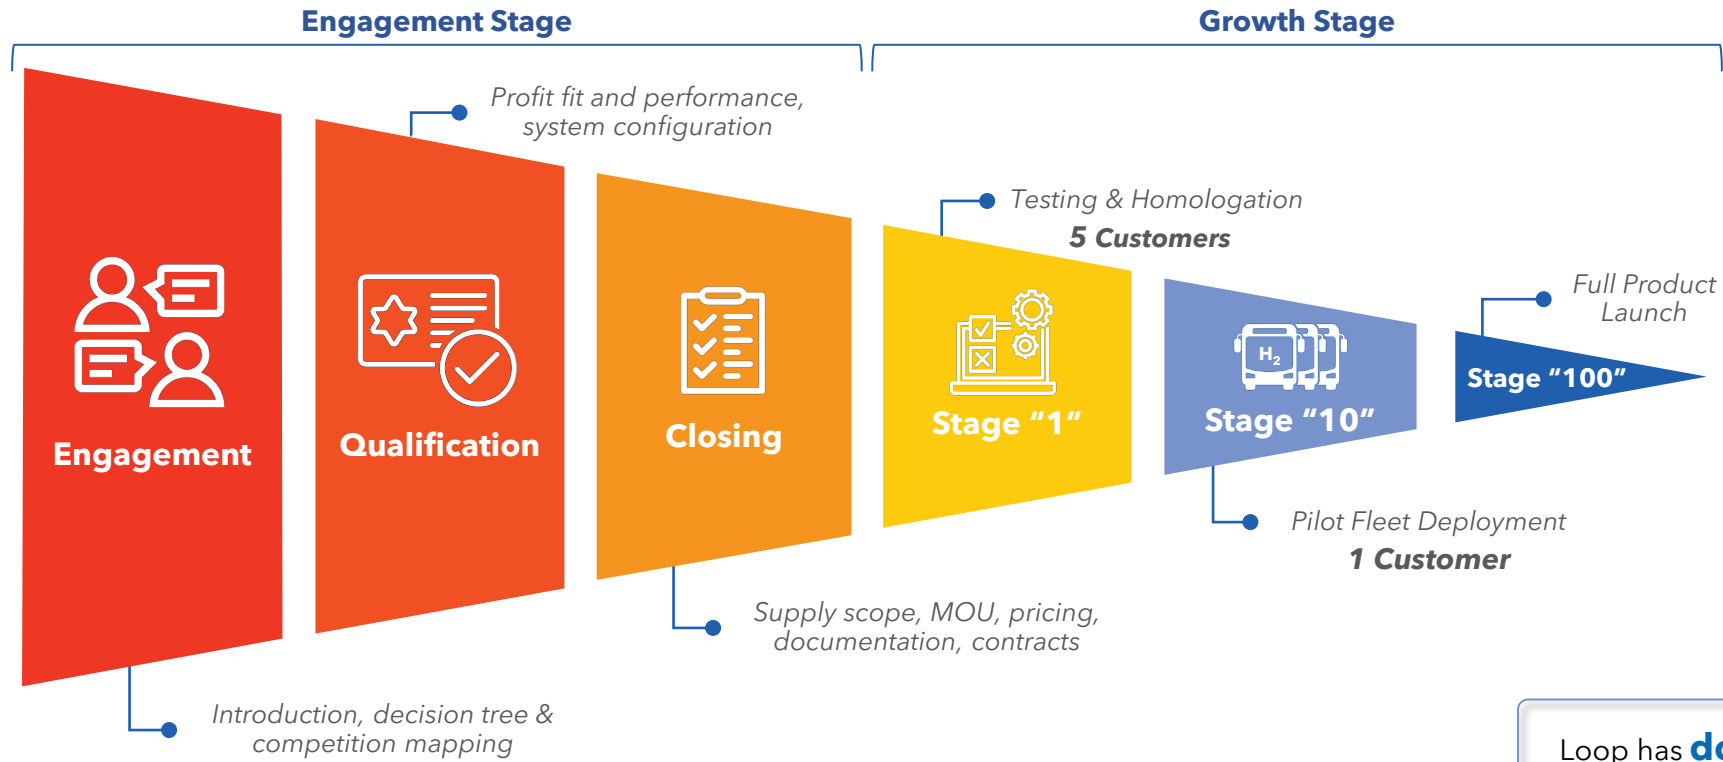 Engagement Stage
Growth Stage
Profit fit and performance,
system configuration
Testing & Homologation
5 Customers
Full Product
Launch
Engagement
Qualification
Closing
Stage “1”
H₂
Stage “10”
Stage “100”
Pilot Fleet Deployment
1 Customer
Supply scope, MOU, pricing,
documentation, contracts
Introduction, decision tree &
competition mapping
Loop has